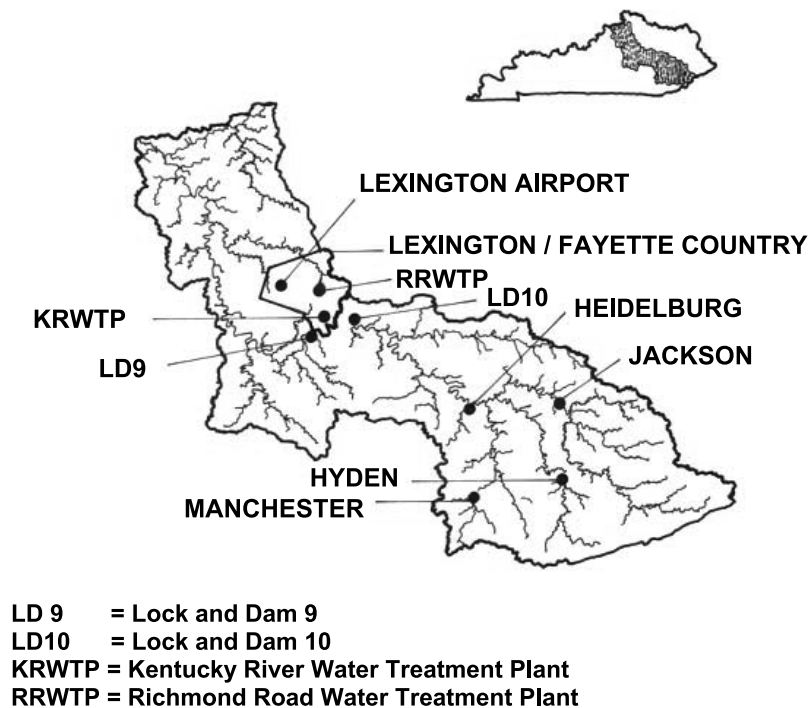 LEXINGTON AIRPORT
LEXINGTON / FAYETTE COUNTRY
RRWTP
LD10
HEIDELBURG
KRWTP
JACKSON
LD9
HYDEN
MANCHESTER
LD 9 = Lock and Dam 9
LD10 = Lock and Dam 10
KRWTP = Kentucky River Water Treatment Plant
RRWTP = Richmond Road Water Treatment Plant